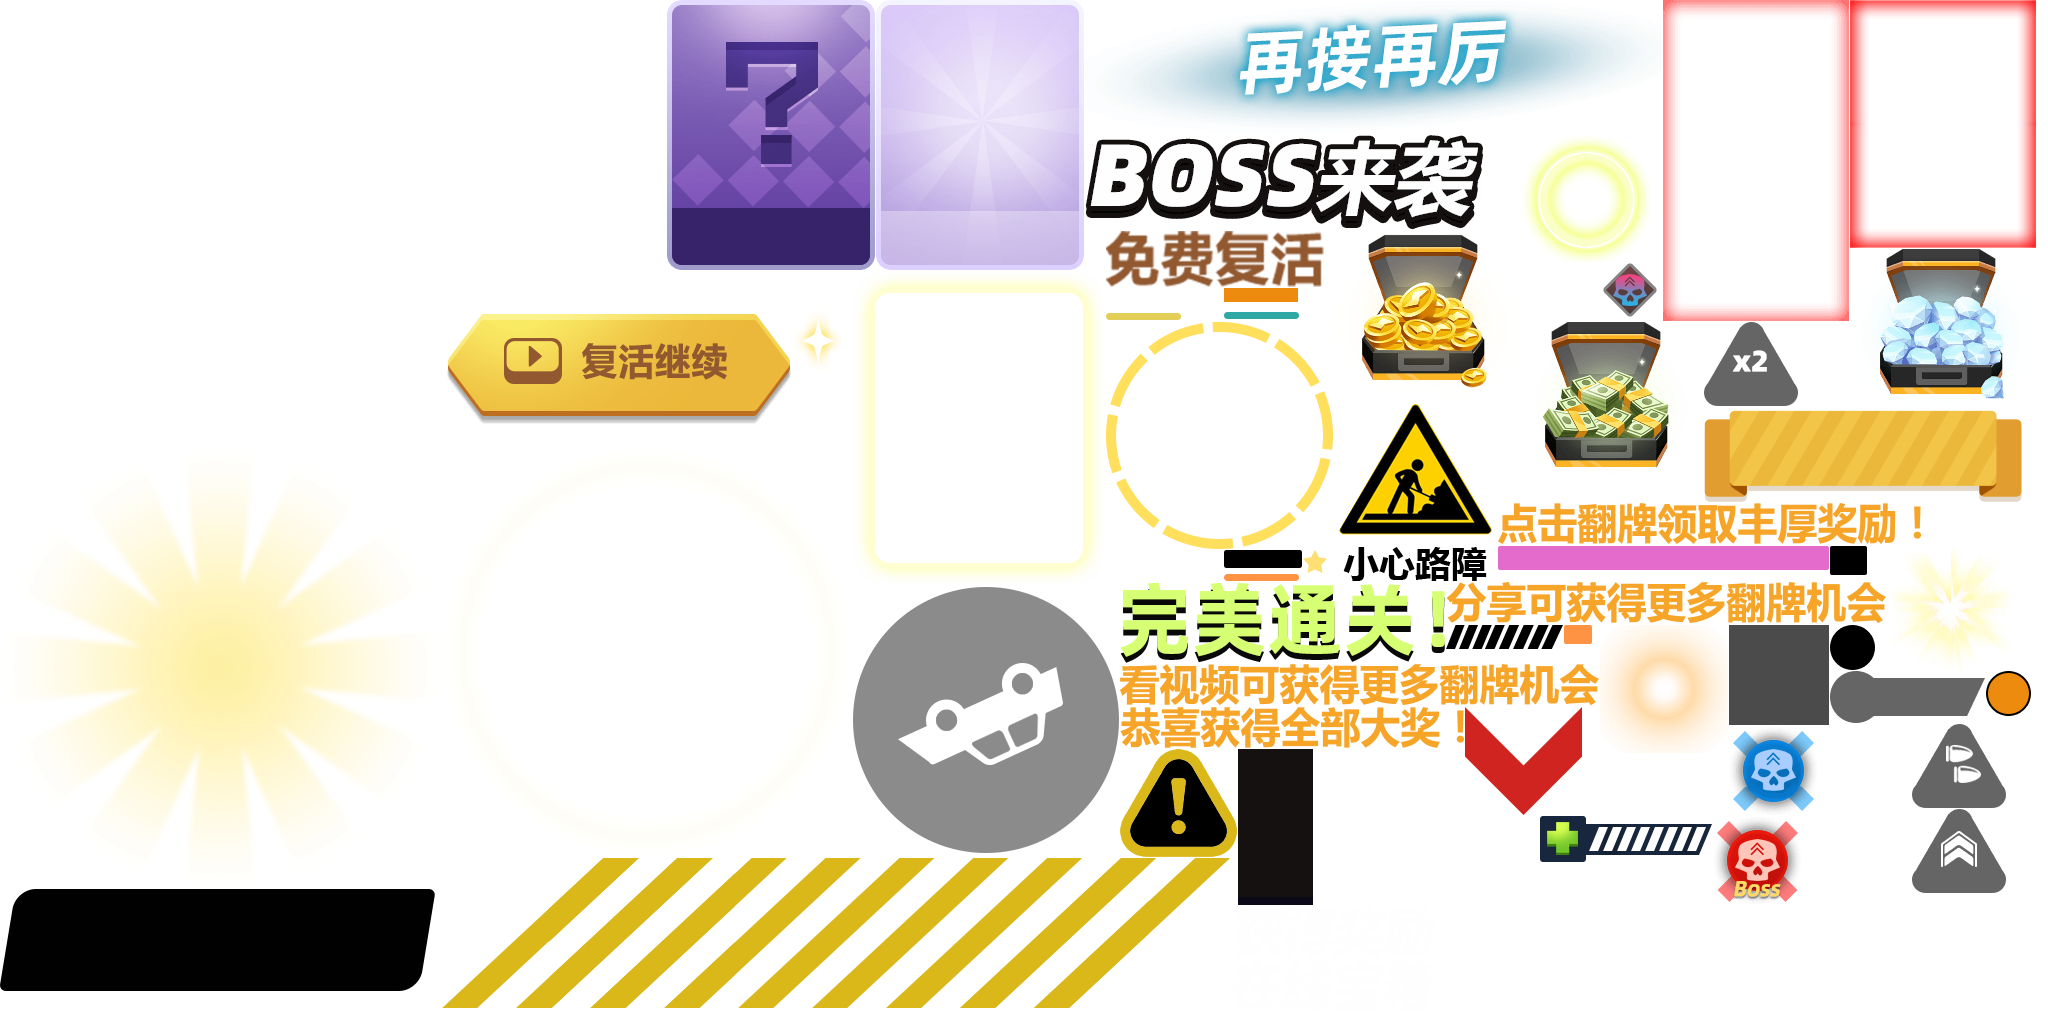 ?
再接再厉
BOSS来袭
免费复活
复活继续
x2
点击翻牌领取丰厚奖励！
小心路障
完美通关！
分享可获得更多翻牌机会
看视频可获得更多翻牌机会
恭喜获得全部大奖！
!
Boss